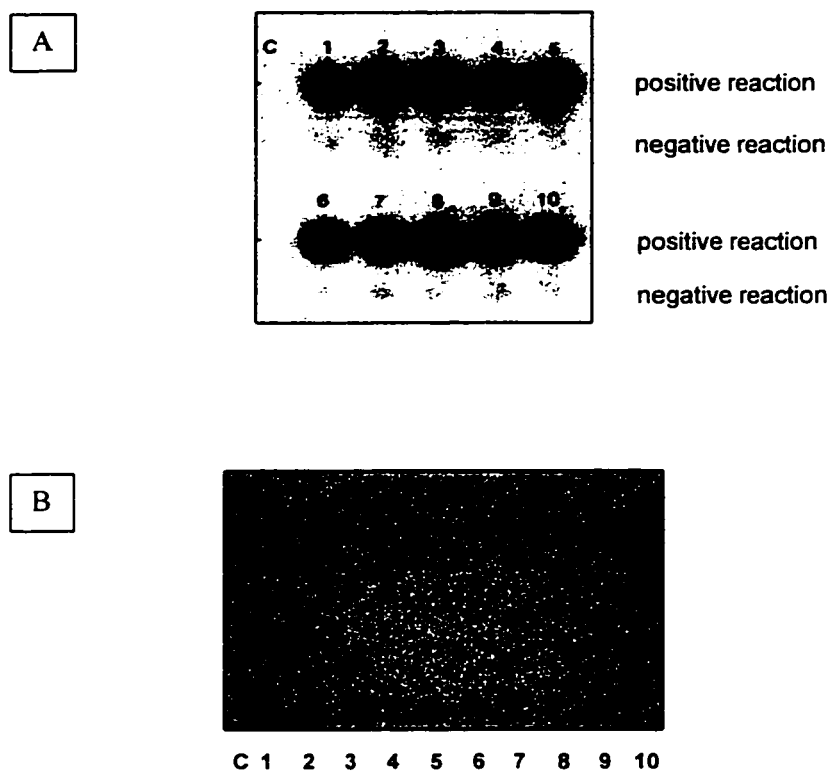 A
C 1 2 3 4 5
positive reaction
negative reaction
6 7 8 9 10
positive reaction
negative reaction
B
C 1 2 3 4 5 6 7 8 9 10